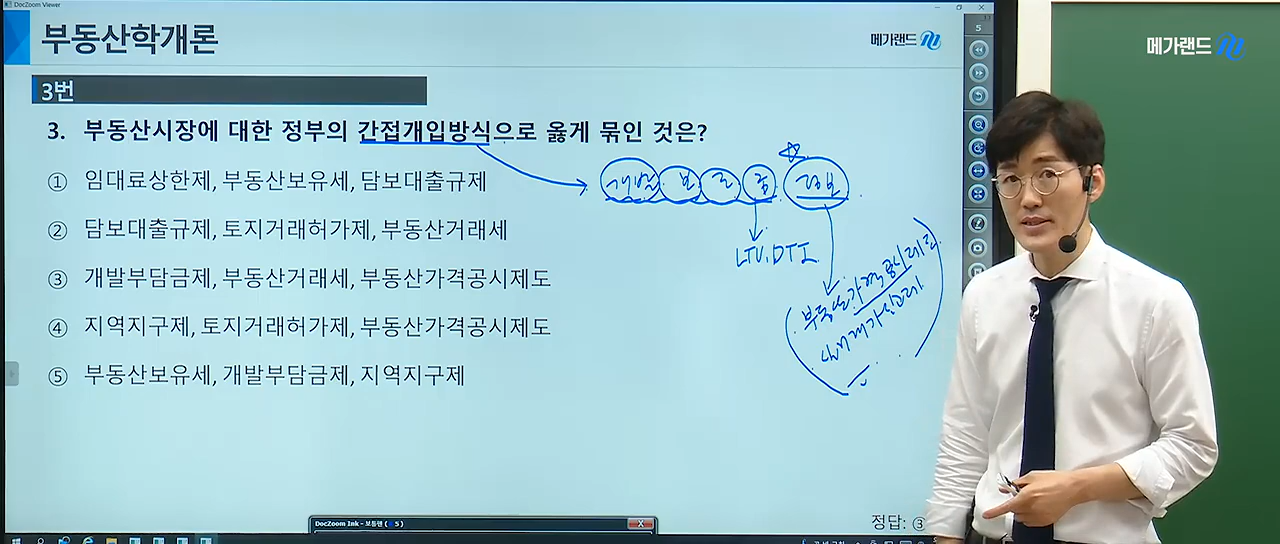 DocZoom Viewer
부동산학개론
메가랜드
메가랜드
5
3번
3. 부동산시장에 대한 정부의 간접개입방식으로 옳게 묶인 것은?
① 임대료상한제, 부동산보유세, 담보대출규제
② 담보대출규제, 토지거래허가제, 부동산거래세
③ 개발부담금제, 부동산거래세, 부동산가격공시제도
④ 지역지구제, 토지거래허가제, 부동산가격공시제도
⑤ 부동산보유세, 개발부담금제, 지역지구제
개발 보 금 정보
LTV, DTI
부동산가격공시제도
실거래가신고제
정답: ③
DocZoom Ink - 보통펜 ( 5)